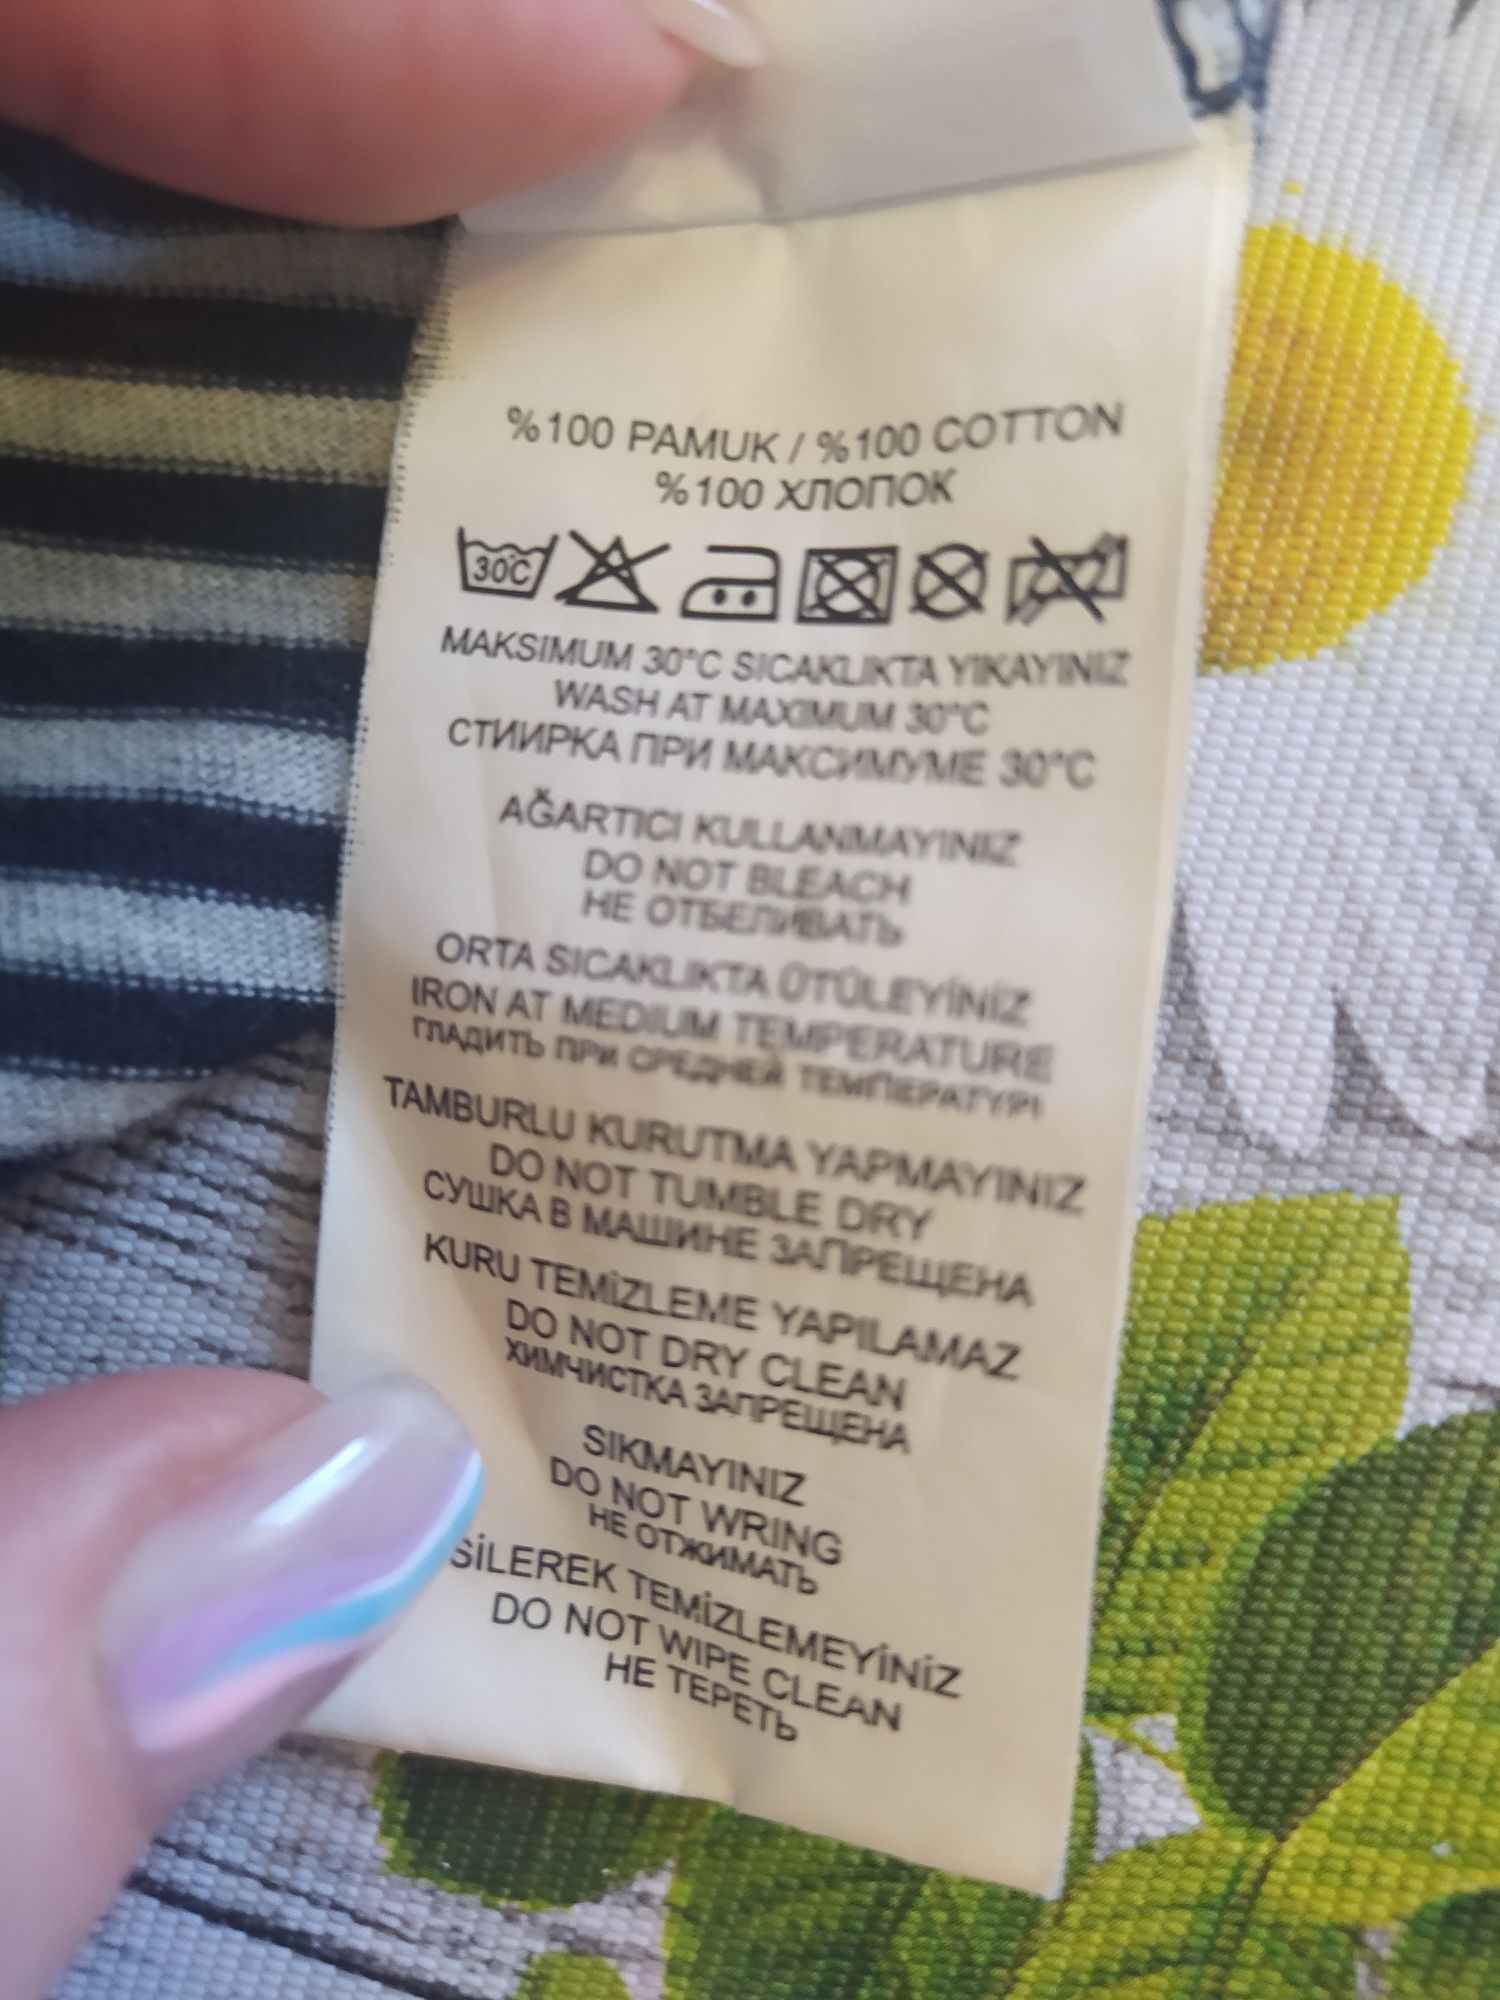 %100 PAMUK / %100 COTTON
%100 ХЛОПОК
30C
MAKSIMUM 30°C SICAKLIKTA YIKAYINIZ
WASH AT MAXIMUM 30°C
СТИИРКА ПРИ МАКСИМУМЕ 30°C
AĞARTICI KULLANMAYINIZ
DO NOT BLEACH
НЕ ОТБЕЛИВАТЬ
ORTA SICAKLIKTA ÜTÜLEYİNİZ
IRON AT MEDIUM TEMPERATURE
ГЛАДИТЬ ПРИ СРЕДНЕЙ ТЕМПЕРАТУРІ
TAMBURLU KURUTMA YAPMAYINIZ
DO NOT TUMBLE DRY
СУШКА В МАШИНЕ ЗАПРЕЩЕНА
KURU TEMİZLEME YAPILAMAZ
DO NOT DRY CLEAN
ХИМЧИСТКА ЗАПРЕЩЕНА
SIKMAYINIZ
DO NOT WRING
НЕ ОТЖИМАТЬ
SİLEREK TEMİZLEMEYİNİZ
DO NOT WIPE CLEAN
НЕ ТЕРЕТЬ